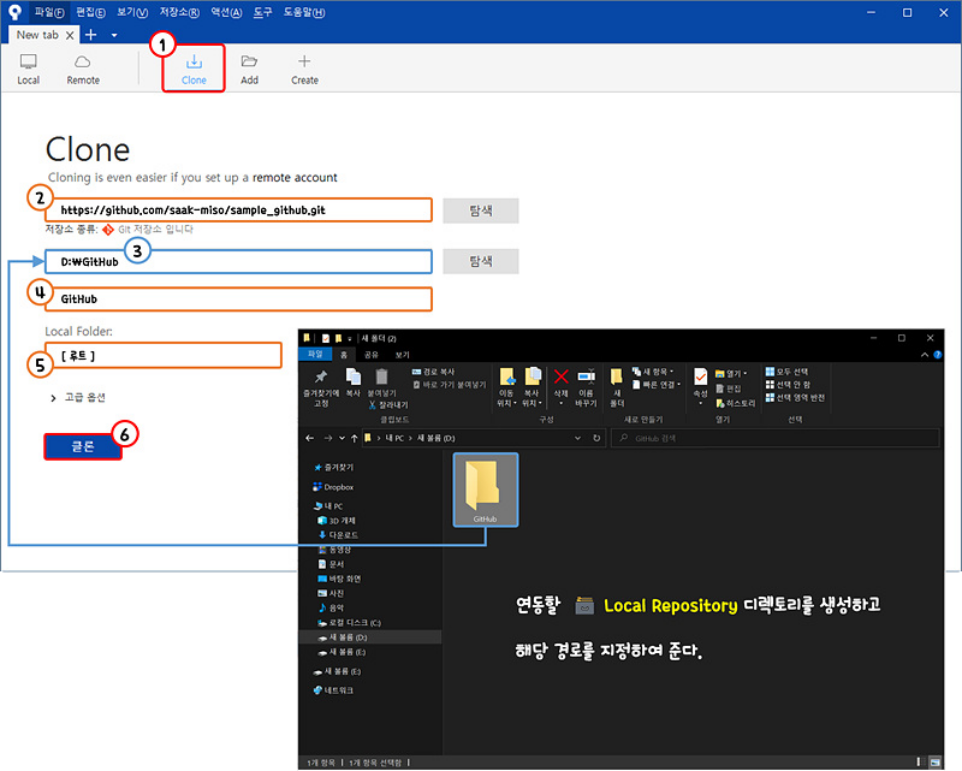 파일(F) 편집(E) 보기(V) 저장소(R) 액션(A) 도구 도움말(H)
New tab
1
Local Remote Clone Add Create
Clone
Cloning is even easier if you set up a remote account
2
https://github.com/saak-miso/sample_github.git 탐색
저장소 종류: Git 저장소 입니다
3
D:₩GitHub 탐색
4
GitHub
Local Folder:
5
[ 루트 ]
고급 옵션
6
클론
새 폴더 (2)
파일 홈 공유 보기
즐겨찾기에 고정
복사
붙여넣기
경로 복사
바로 가기 붙여넣기
잘라내기
클립보드
이동 위치
복사 위치
삭제
이름 바꾸기
구성
새 폴더
새 항목
빠른 연결
새로 만들기
속성
열기
편집
히스토리
열기
모두 선택
선택 안 함
선택 영역 반전
선택
내 PC > 새 볼륨 (D:)
GitHub 검색
즐겨찾기
Dropbox
내 PC
3D 개체
다운로드
동영상
문서
바탕 화면
사진
음악
로컬 디스크 (C:)
새 볼륨 (D:)
새 볼륨 (E:)
새 볼륨 (E:)
네트워크
GitHub
연동할 Local Repository 디렉토리를 생성하고
해당 경로를 지정하여 준다.
1개 항목 1개 항목 선택함